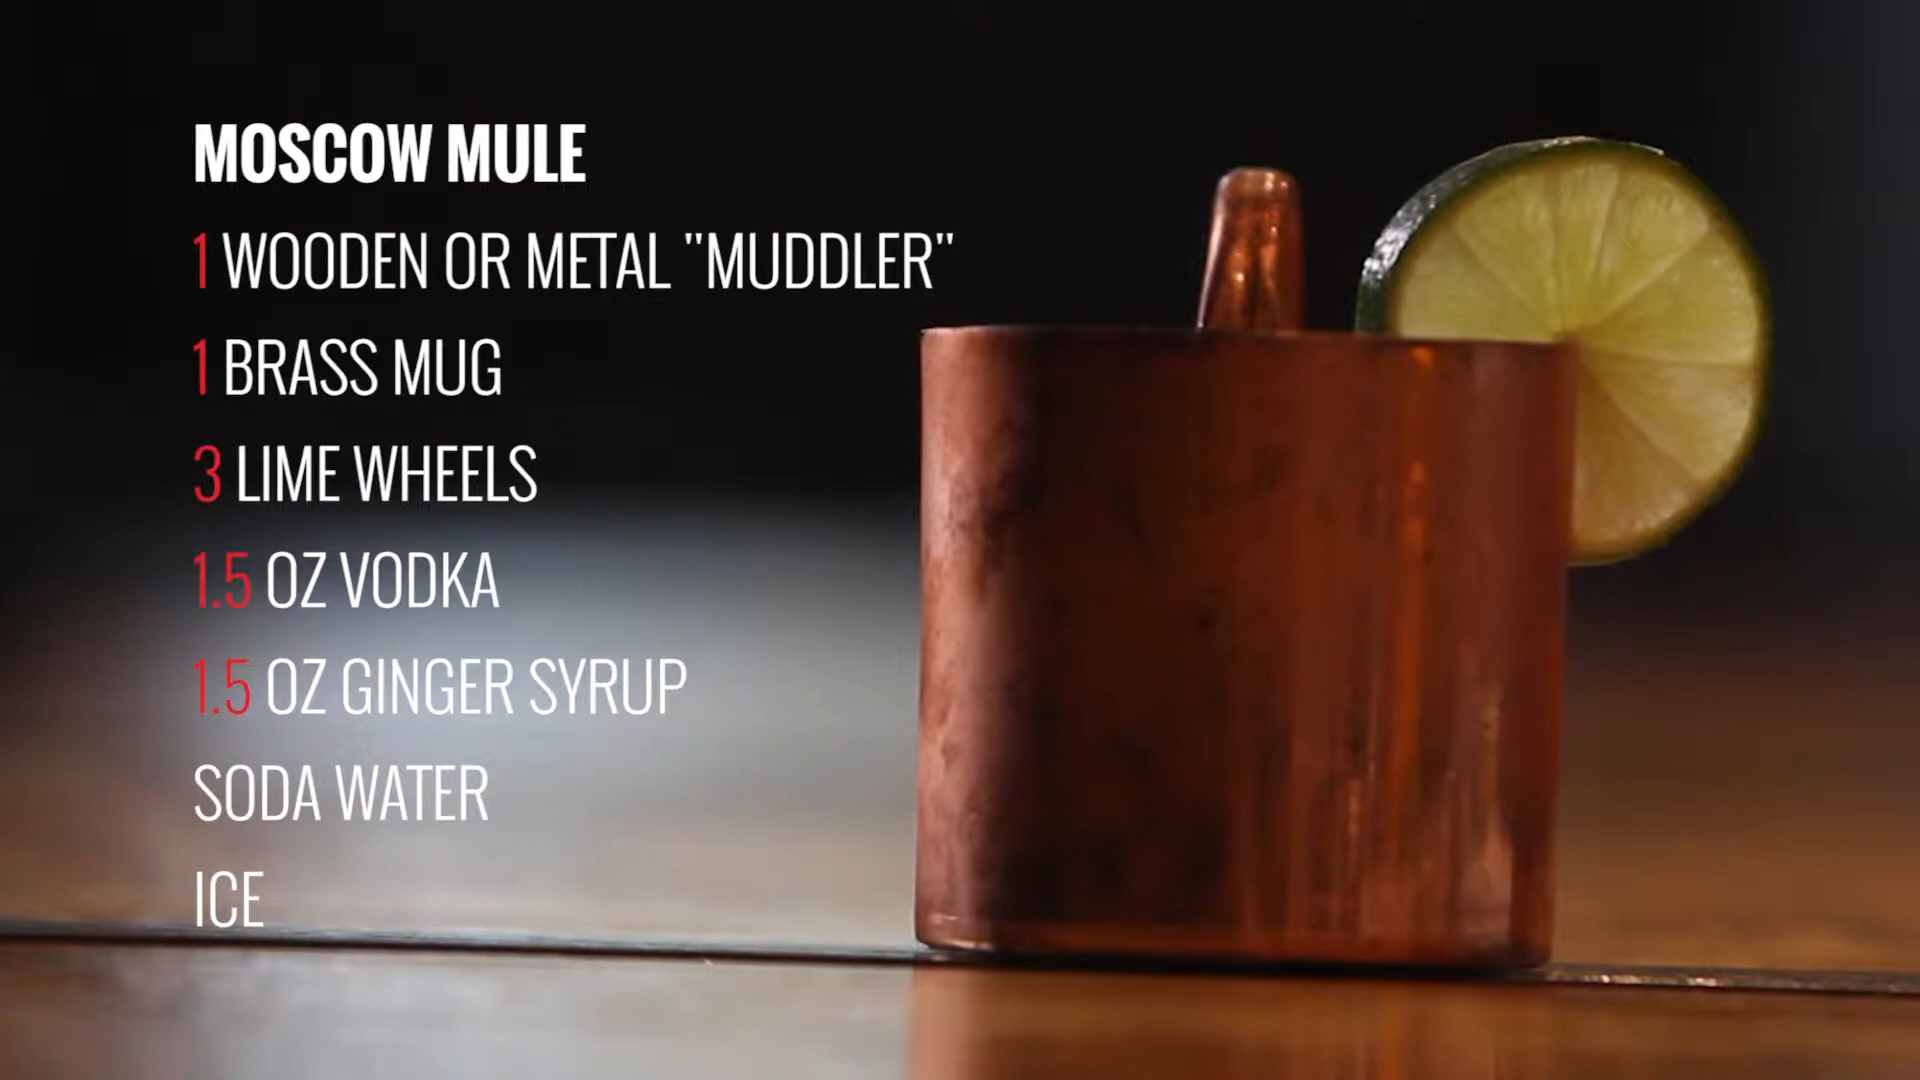 MOSCOW MULE
1 WOODEN OR METAL "MUDDLER"
1 BRASS MUG
3 LIME WHEELS
1.5 OZ VODKA
1.5 OZ GINGER SYRUP
SODA WATER
ICE